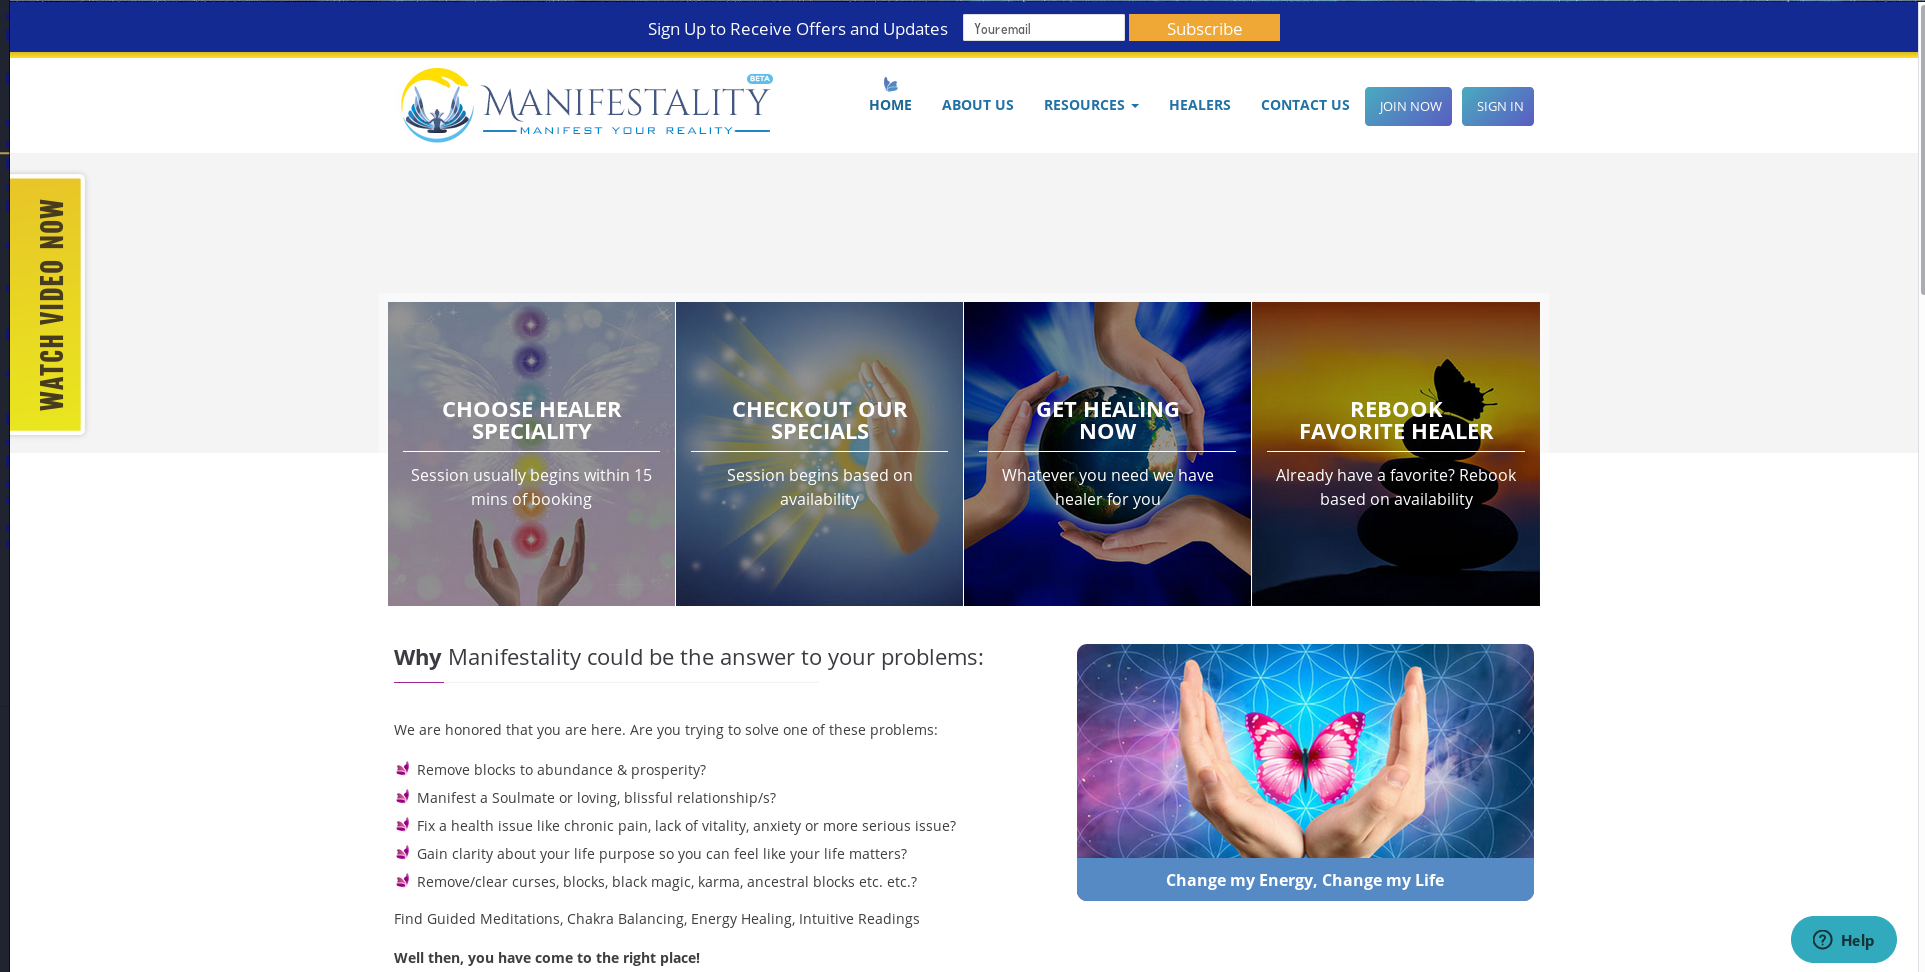 Sign Up to Receive Offers and Updates
Your email
Subscribe
BETA
MANIFESTALITY
MANIFEST YOUR REALITY
HOME
ABOUT US
RESOURCES
HEALERS
CONTACT US
JOIN NOW
SIGN IN
WATCH VIDEO NOW
CHOOSE HEALER
SPECIALITY
Session usually begins within 15
mins of booking
CHECKOUT OUR
SPECIALS
Session begins based on
availability
GET HEALING
NOW
Whatever you need we have
healer for you
REBOOK
FAVORITE HEALER
Already have a favorite? Rebook
based on availability
Why Manifestality could be the answer to your problems:
We are honored that you are here. Are you trying to solve one of these problems:
Remove blocks to abundance & prosperity?
Manifest a Soulmate or loving, blissful relationship/s?
Fix a health issue like chronic pain, lack of vitality, anxiety or more serious issue?
Gain clarity about your life purpose so you can feel like your life matters?
Remove/clear curses, blocks, black magic, karma, ancestral blocks etc. etc.?
Find Guided Meditations, Chakra Balancing, Energy Healing, Intuitive Readings
Well then, you have come to the right place!
Change my Energy, Change my Life
Help